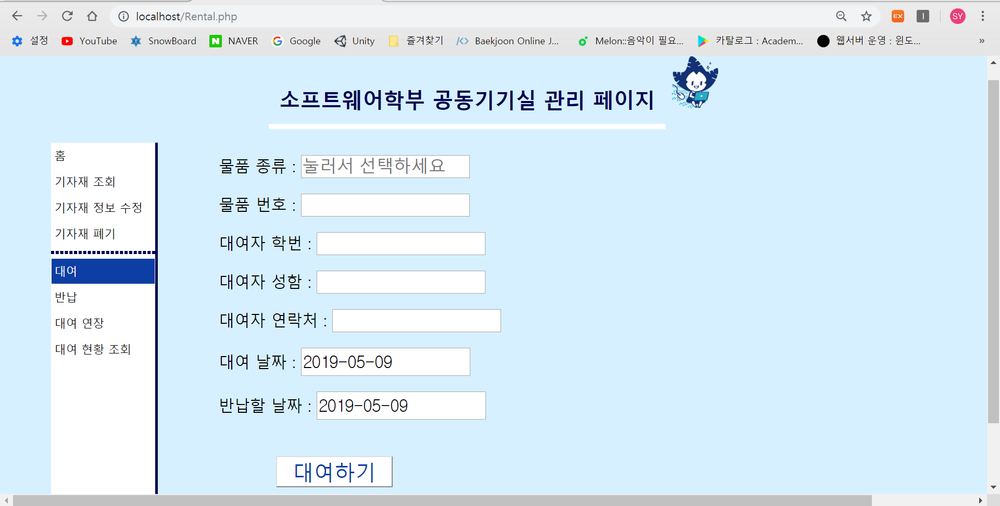 localhost/Rental.php
EX
I
SY
설정 YouTube SnowBoard N NAVER Google Unity 즐겨찾기 </> Baekjoon Online J... Melon::음악이 필요... 카탈로그 : Academ... 웹서버 운영 : 윈도... »
소프트웨어학부 공동기기실 관리 페이지
홈
기자재 조회
기자재 정보 수정
기자재 폐기
대여
반납
대여 연장
대여 현황 조회
물품 종류 : 눌러서 선택하세요
물품 번호 :
대여자 학번 :
대여자 성함 :
대여자 연락처 :
대여 날짜 : 2019-05-09
반납할 날짜 : 2019-05-09
대여하기